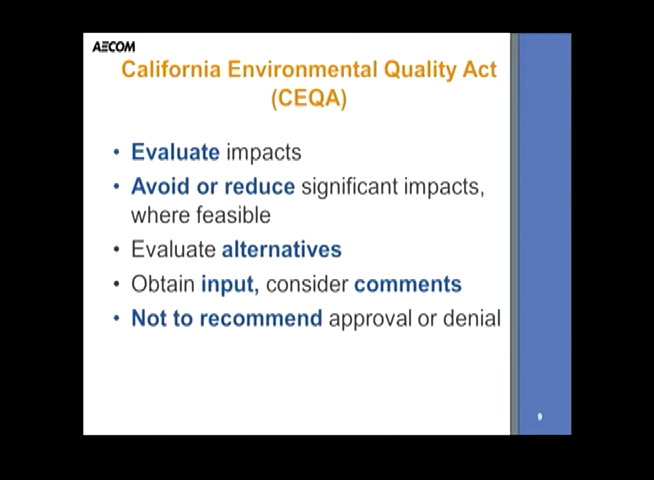 AECOM
California Environmental Quality Act
(CEQA)
• Evaluate impacts
• Avoid or reduce significant impacts,
where feasible
• Evaluate alternatives
• Obtain input, consider comments
• Not to recommend approval or denial
9